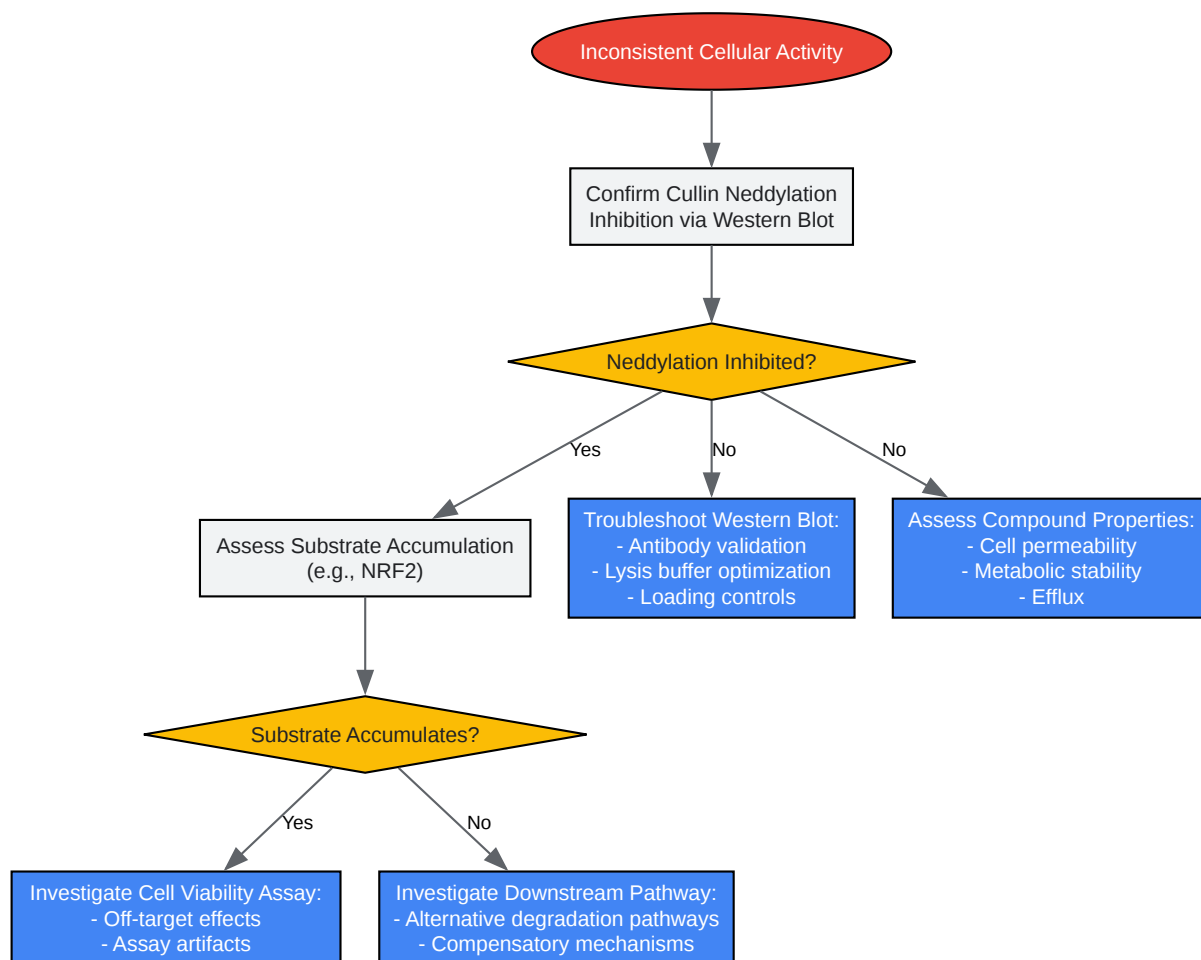 Inconsistent Cellular Activity
Confirm Cullin Neddylation
Inhibition via Western Blot
Neddylation Inhibited?
Yes
No
No
Assess Substrate Accumulation
(e.g., NRF2)
Troubleshoot Western Blot:
- Antibody validation
- Lysis buffer optimization
- Loading controls
Assess Compound Properties:
- Cell permeability
- Metabolic stability
- Efflux
Substrate Accumulates?
Yes
No
Investigate Cell Viability Assay:
- Off-target effects
- Assay artifacts
Investigate Downstream Pathway:
- Alternative degradation pathways
- Compensatory mechanisms